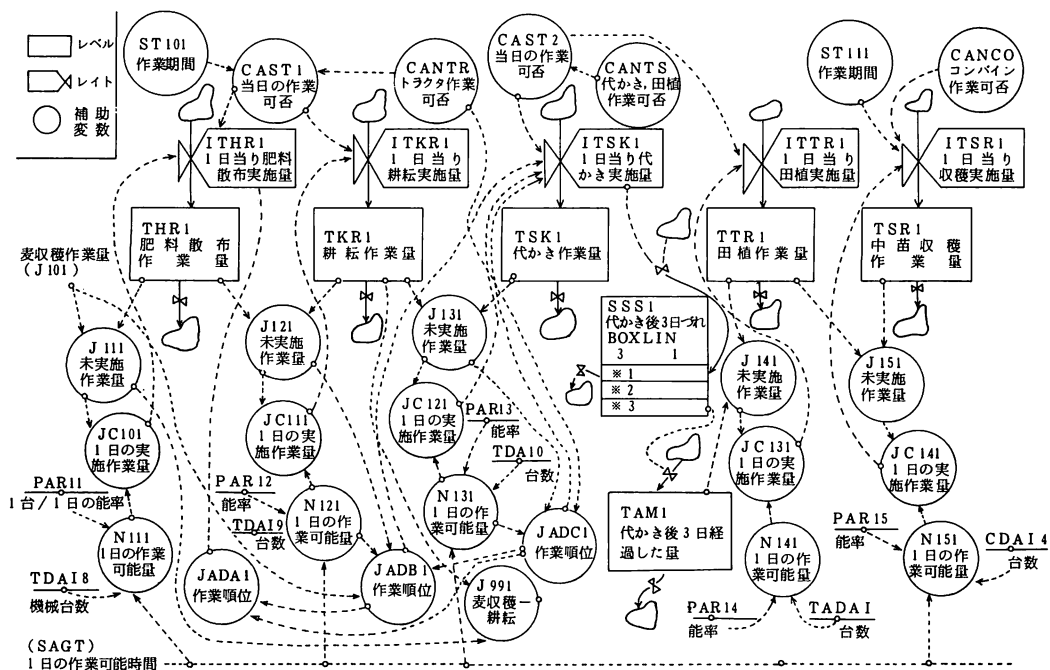 レベル
レイト
補助
変数
ST101
作業期間
CAST1
当日の作業
可否
CANTR
トラクタ作業
可否
CAST2
当日の作業
可否
CANTS
代かき,田植
作業可否
ST111
作業期間
CANCO
コンバイン
作業可否
ITHR1
1日当り肥料
散布実施量
ITKR1
1日当り
耕耘実施量
ITSK1
1日当り代
かき実施量
ITTR1
1日当り
田植実施量
ITSR1
1日当り
収穫実施量
THR1
肥料散布
作業量
TKR1
耕耘作業量
TSK1
代かき作業量
TTR1
田植作業量
TSR1
中苗収穫
作業量
麦収穫作業量
(J101)
J111
未実施
作業量
J121
未実施
作業量
J131
未実施
作業量
SSS1
代かき後3日づれ
BOXLIN
3 1
※1
※2
※3
J141
未実施
作業量
J151
未実施
作業量
JC101
1日の実
施作業量
JC111
1日の実
施作業量
JC121
1日の実
施作業量
JC131
1日の実
施作業量
JC141
1日の実
施作業量
PAR11
1台/1日の能率
PAR12
能率
PAR13
能率
TDA10
台数
TDAI9
台数
N111
1日の作業
可能量
N121
1日の作
業可能量
N131
1日の作
業可能量
TAM1
代かき後3日経
過した量
N141
1日の作
業可能量
PAR15
能率
N151
1日の作
業可能量
CDAI4
台数
TDAI8
機械台数
JADA1
作業順位
JADB1
作業順位
JADC1
作業順位
J991
麦収穫ー
耕耘
PAR14
能率
TADAI
台数
(SAGT)
1日の作業可能時間